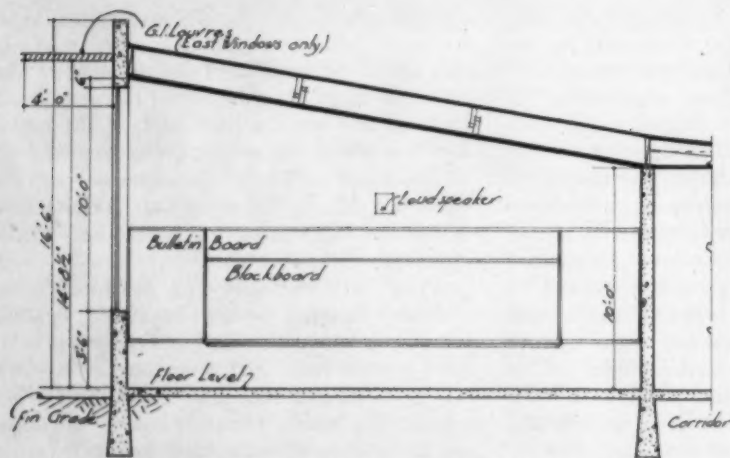 G.I. Louvres
(East Windows only)
6"
4'-0"
10'-0"
16'-6"
14'-8½"
3'-6"
Loudspeaker
Bulletin Board
Blackboard
10'-0"
Floor Level
Fin Grade
Corridor